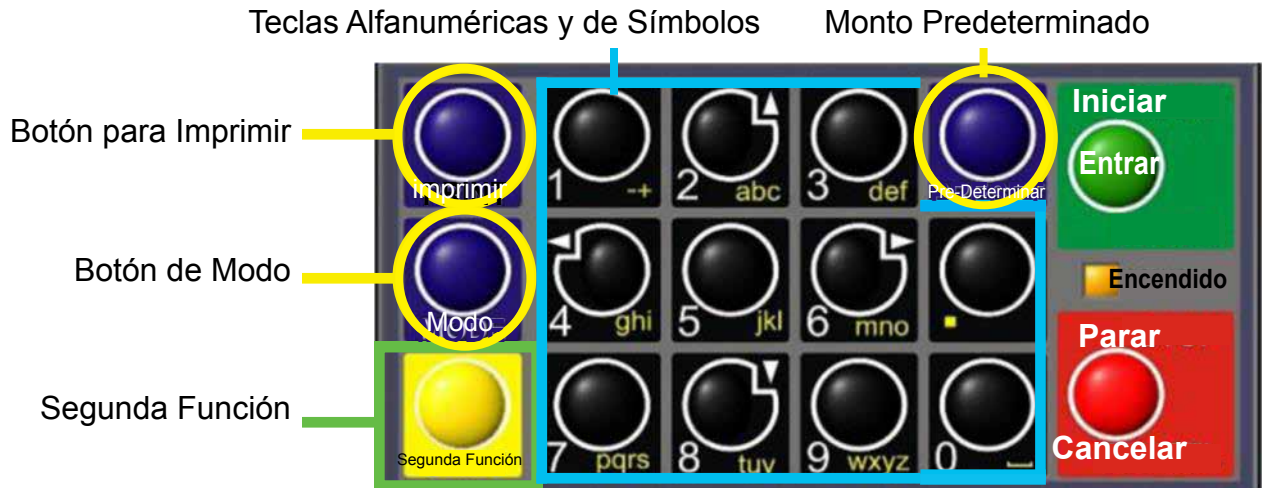 Teclas Alfanuméricas y de Símbolos
Monto Predeterminado
Botón para Imprimir
imprimir
1 -+
2 abc
3 def
Pre-Determinar
Iniciar
Entrar
Botón de Modo
Modo
4 ghi
5 jkl
6 mno
.
Encendido
Segunda Función
Segunda Función
7 pqrs
8 tuv
9 wxyz
0
Parar
Cancelar